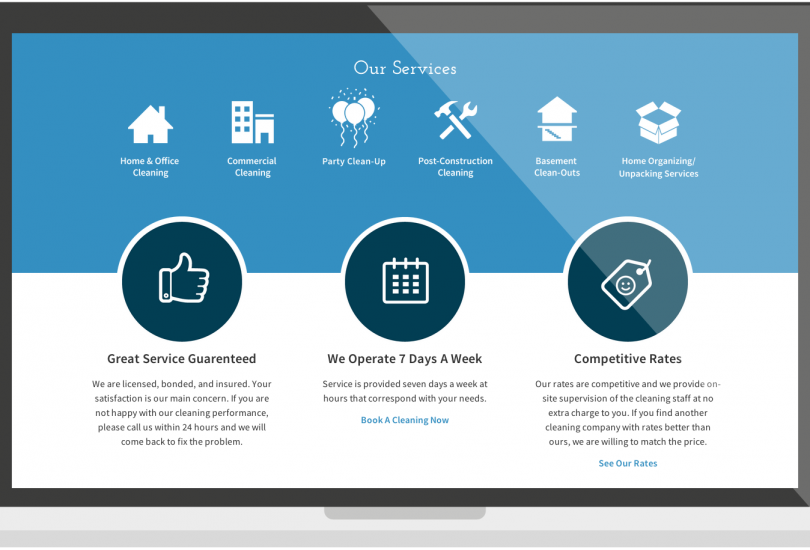 Our Services
Home & Office
Cleaning
Commercial
Cleaning
Party Clean-Up
Post-Construction
Cleaning
Basement
Clean-Outs
Home Organizing/
Unpacking Services
Great Service Guarenteed
We are licensed, bonded, and insured. Your
satisfaction is our main concern. If you are
not happy with our cleaning performance,
please call us within 24 hours and we will
come back to fix the problem.
We Operate 7 Days A Week
Service is provided seven days a week at
hours that correspond with your needs.
Book A Cleaning Now
Competitive Rates
Our rates are competitive and we provide on-
site supervision of the cleaning staff at no
extra charge to you. If you find another
cleaning company with rates better than
ours, we are willing to match the price.
See Our Rates